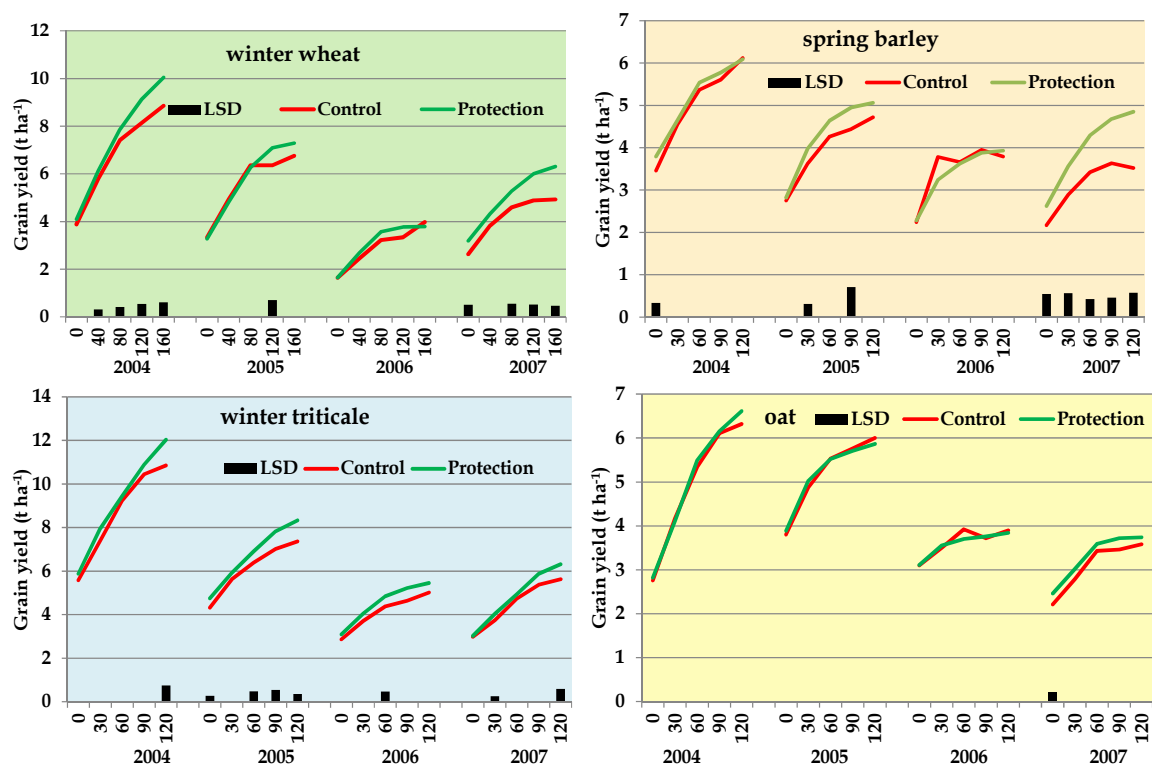 winter wheat
LSD Control Protection
Grain yield (t ha-1)
12
10
8
6
4
2
0
0 40 80 120 160 0 40 80 120 160 0 40 80 120 160 0 40 80 120 160
2004 2005 2006 2007
spring barley
LSD Control Protection
Grain yield (t ha-1)
7
6
5
4
3
2
1
0
0 30 60 90 120 0 30 60 90 120 0 30 60 90 120 0 30 60 90 120
2004 2005 2006 2007
winter triticale
LSD Control Protection
Grain yield (t ha-1)
14
12
10
8
6
4
2
0
0 30 60 90 120 0 30 60 90 120 0 30 60 90 120 0 30 60 90 120
2004 2005 2006 2007
oat LSD Control Protection
Grain yield (t ha-1)
7
6
5
4
3
2
1
0
0 30 60 90 120 0 30 60 90 120 0 30 60 90 120 0 30 60 90 120
2004 2005 2006 2007